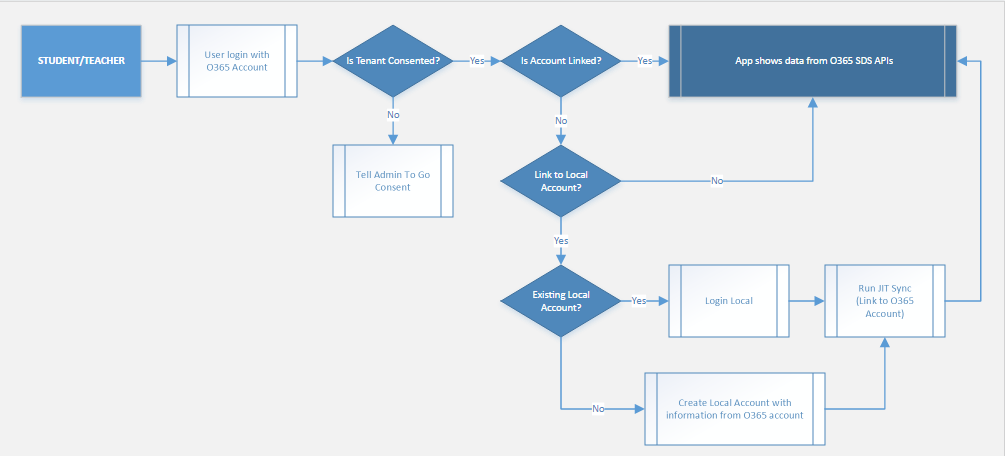 STUDENT/TEACHER
User login with
O365 Account
Is Tenant Consented?
Yes
Is Account Linked?
Yes
App shows data from O365 SDS APIs
No
No
Tell Admin To Go
Consent
Link to Local
Account?
No
Yes
Existing Local
Account?
Yes
Login Local
Run JIT Sync
(Link to O365
Account)
No
Create Local Account with
information from O365 account